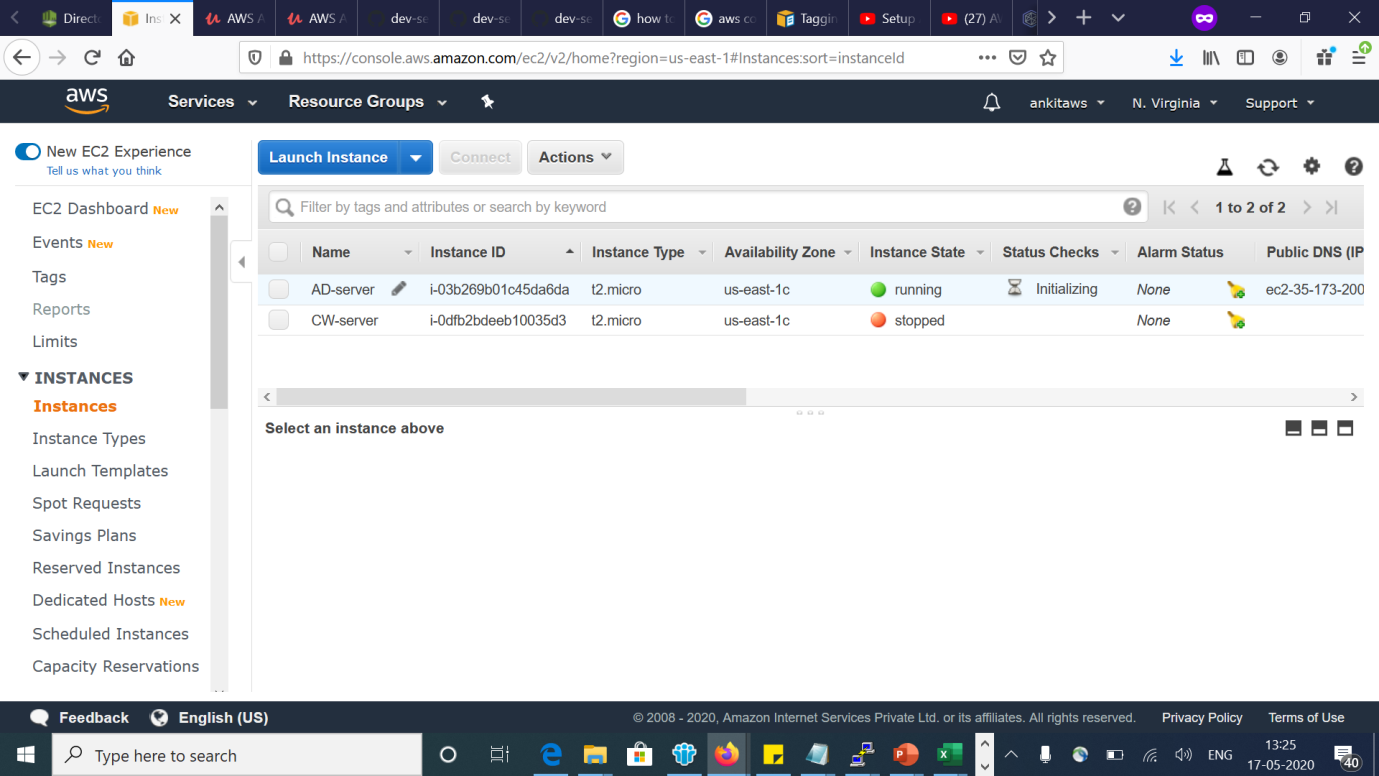 Direct
Ins
AWS A
AWS A
dev-se
dev-se
dev-se
how to
aws co
Taggin
Setup
(27) A
https://console.aws.amazon.com/ec2/v2/home?region=us-east-1#Instances:sort=instanceId
aws Services Resource Groups ankitaws N. Virginia Support
New EC2 Experience
Tell us what you think
EC2 Dashboard New
Events New
Tags
Reports
Limits
INSTANCES
Instances
Instance Types
Launch Templates
Spot Requests
Savings Plans
Reserved Instances
Dedicated Hosts New
Scheduled Instances
Capacity Reservations
Launch Instance Connect Actions
Filter by tags and attributes or search by keyword 1 to 2 of 2
Name Instance ID Instance Type Availability Zone Instance State Status Checks Alarm Status Public DNS (IP
AD-server i-03b269b01c45da6da t2.micro us-east-1c running Initializing None ec2-35-173-200
CW-server i-0dfb2bdeeb10035d3 t2.micro us-east-1c stopped None
Select an instance above
Feedback English (US) © 2008 - 2020, Amazon Internet Services Private Ltd. or its affiliates. All rights reserved. Privacy Policy Terms of Use
Type here to search ENG 13:25
17-05-2020 40